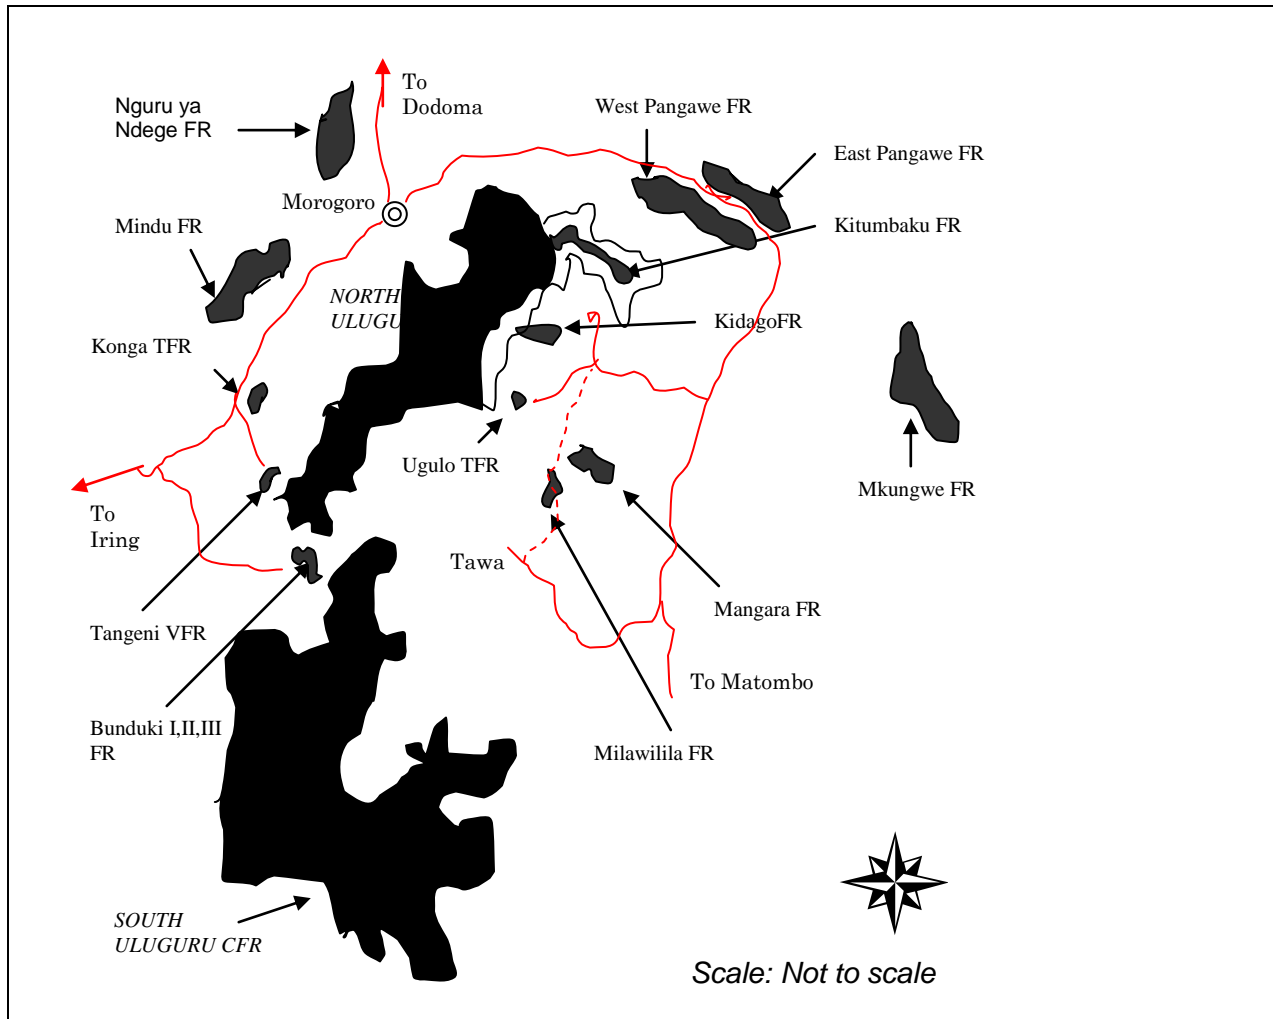 To
Dodoma
Nguru ya
Ndege FR
West Pangawe FR
East Pangawe FR
Morogoro
Mindu FR
Kitumbaku FR
NORTH
KidagoFR
Konga TFR
Ugulo TFR
Mkungwe FR
To
Iring
Tawa
Mangara FR
Tangeni VFR
To Matombo
Bunduki I,II,III
FR
Milawilila FR
SOUTH
ULUGURU CFR
Scale: Not to scale